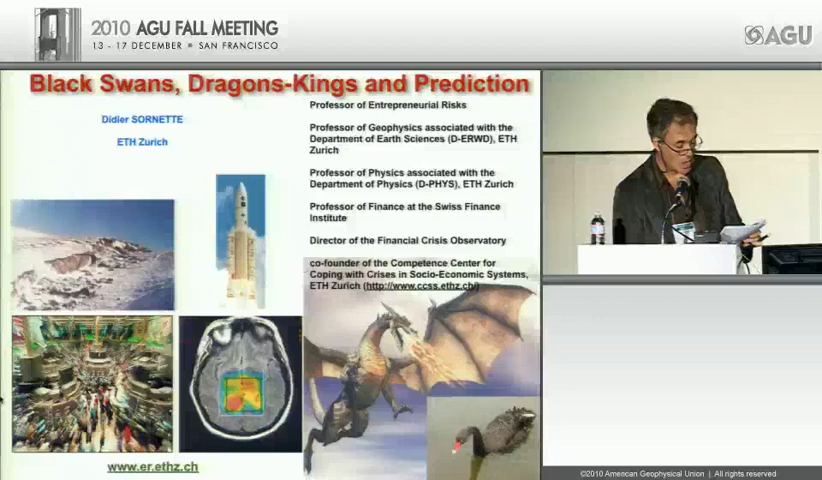 2010 AGU FALL MEETING
13 - 17 DECEMBER SAN FRANCISCO
AGU
Black Swans, Dragons-Kings and Prediction
Didier SORNETTE
ETH Zurich
Professor of Entrepreneurial Risks
Professor of Geophysics associated with the
Department of Earth Sciences (D-ERWD), ETH
Zurich
Professor of Physics associated with the
Department of Physics (D-PHYS), ETH Zurich)
Professor of Finance at the Swiss Finance
Institute
Director of the Financial Crisis Observatory
co-founder of the Competence Center for
Coping with Crises in Socio-Economic Systems,
ETH Zurich (http://www.ccss.ethz.ch/)
www.er.ethz.ch
©2010 American Geophysical Union | All rights reserved